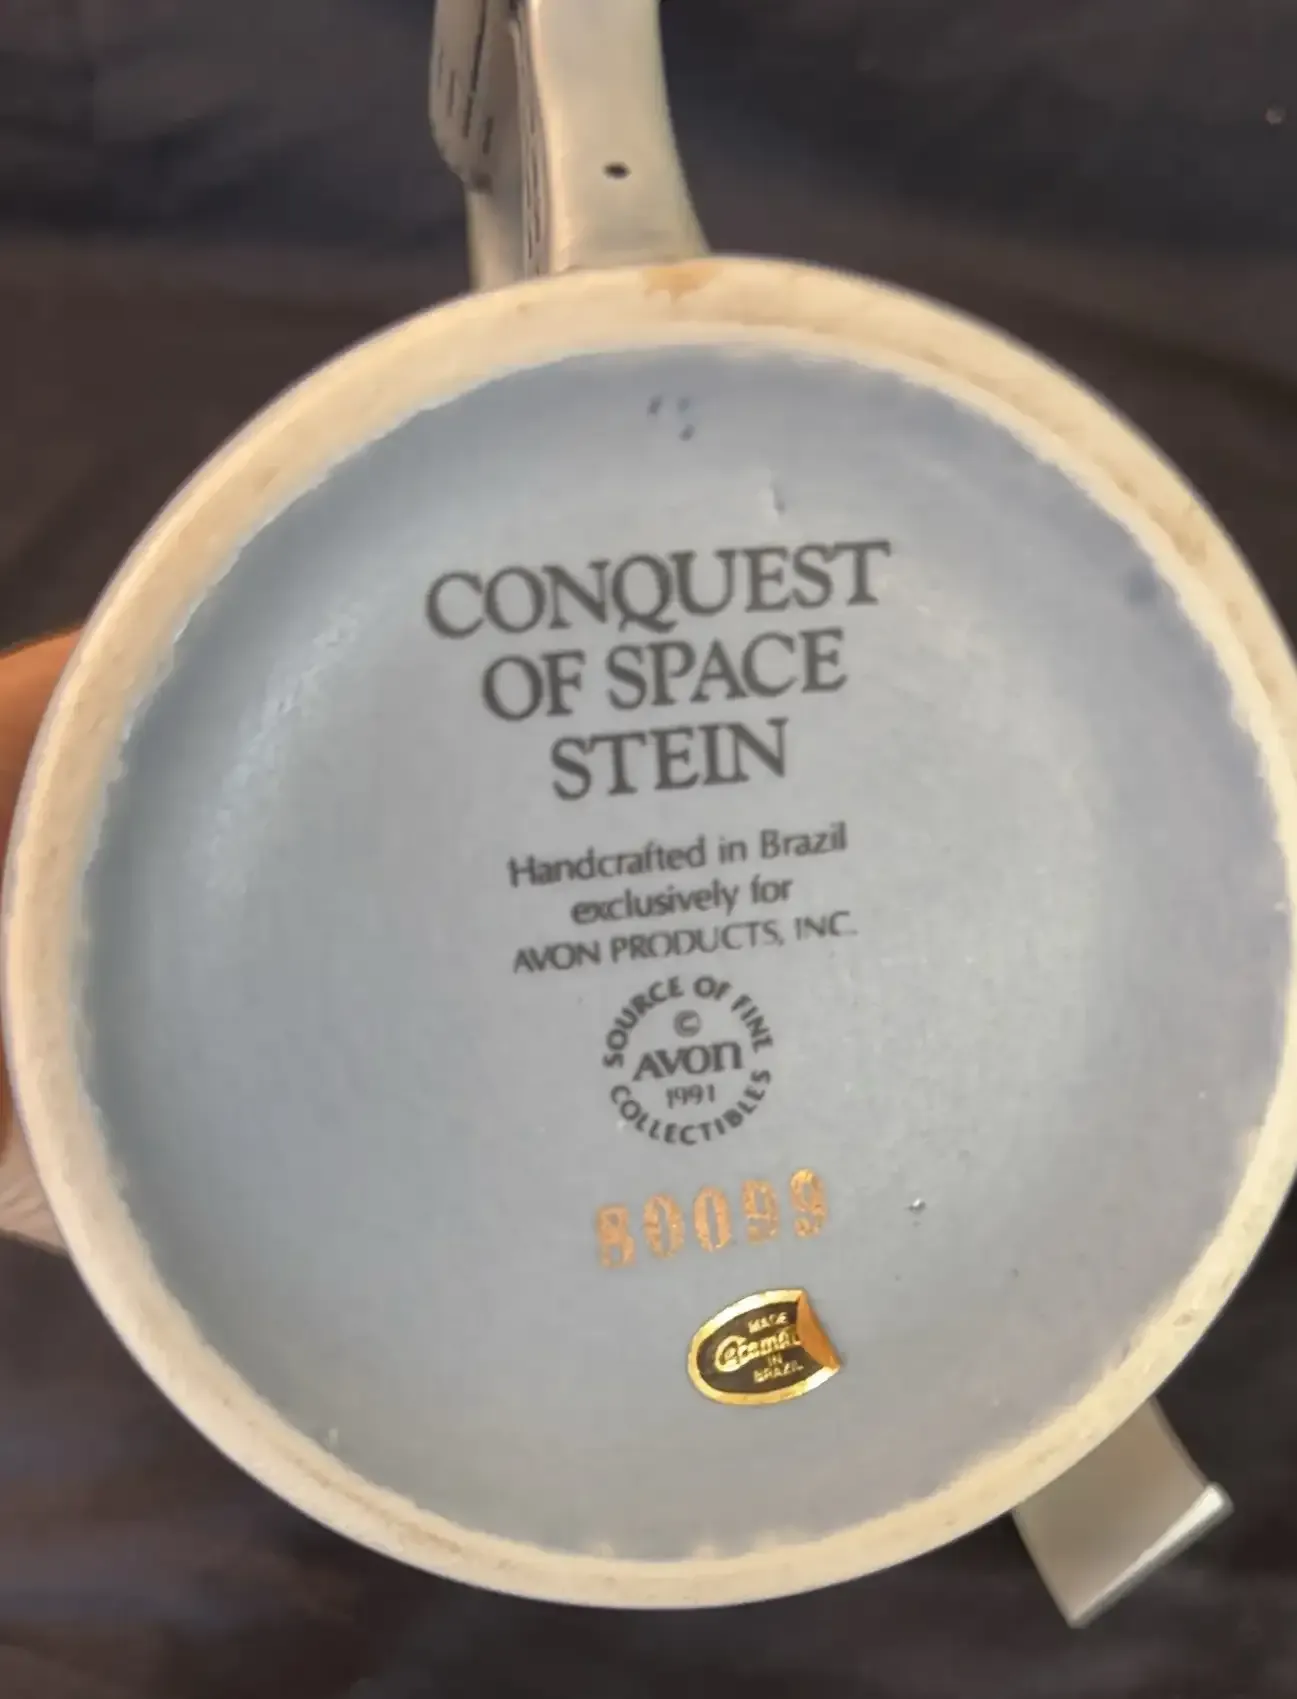 CONQUEST
OF SPACE
STEIN
Handcrafted in Brazil
exclusively for
AVON PRODUCTS, INC.
SOURCE OF FINE
©
AVON
1991
COLLECTIBLES
80099
MADE
IN
BRAZIL